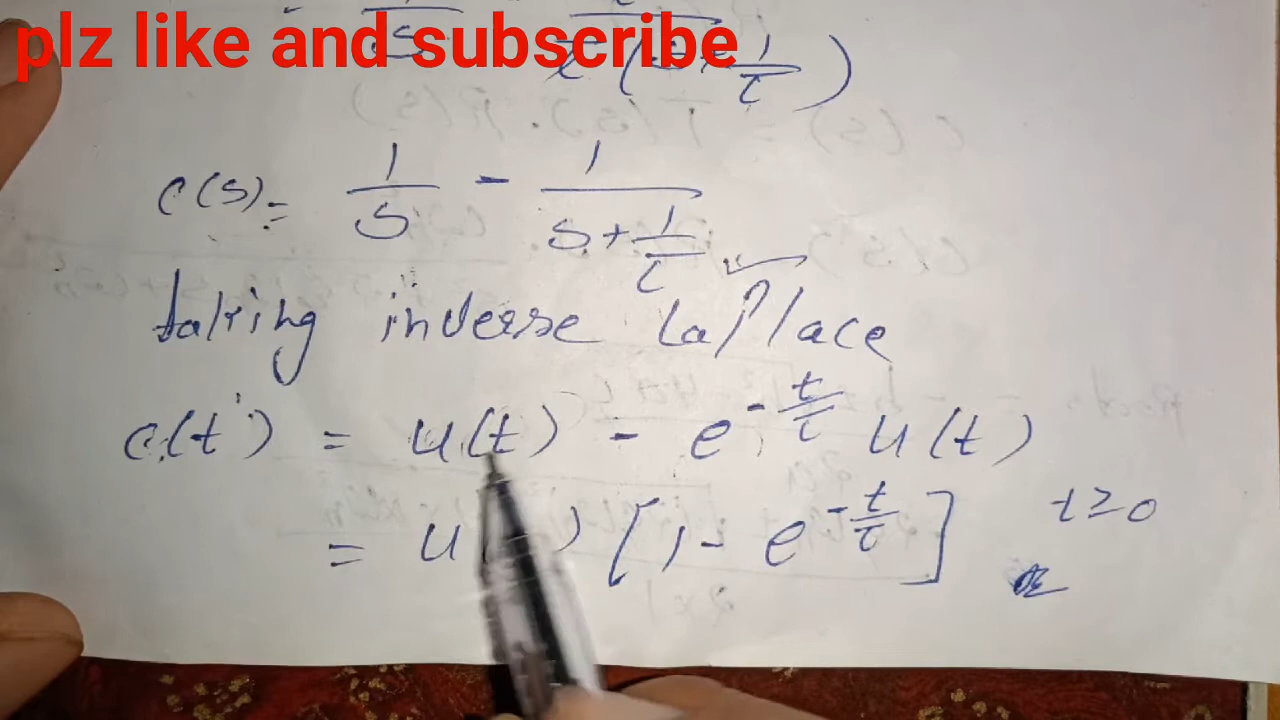 plz like and subscribe
C(S) = 1/S - 1/(S + 1/τ)
taking inverse Laplace
c(t) = u(t) - e^(-t/τ) u(t)
= u( ) [1 - e^(-t/τ)] t ≥ 0